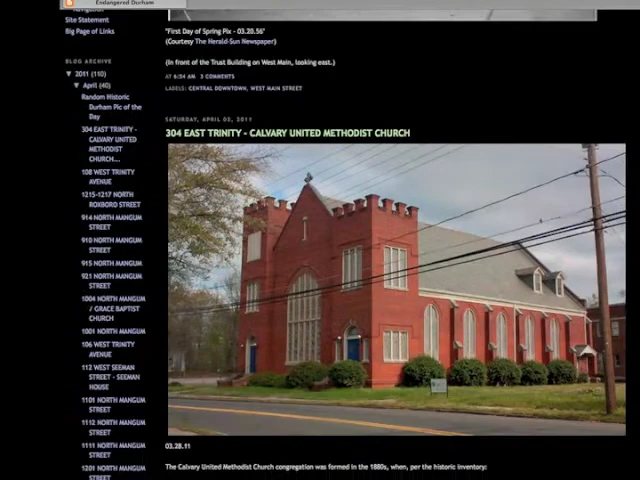 Endangered Durham
Navigation
Site Statement
Big Page of Links
BLOG ARCHIVE
▼ 2011 (110)
▼ April (40)
Random Historic
Durham Pic of the
Day
304 EAST TRINITY -
CALVARY UNITED
METHODIST
CHURCH...
108 WEST TRINITY
AVENUE
1215-1217 NORTH
ROXBORO STREET
914 NORTH MANGUM
STREET
910 NORTH MANGUM
STREET
915 NORTH MANGUM
921 NORTH MANGUM
STREET
1004 NORTH MANGUM
/ GRACE BAPTIST
CHURCH
1001 NORTH MANGUM
106 WEST TRINITY
AVENUE
112 WEST SEEMAN
STREET - SEEMAN
HOUSE
1101 NORTH MANGUM
STREET
1112 NORTH MANGUM
STREET
1111 NORTH MANGUM
STREET
1201 NORTH MANGUM
STREET
"First Day of Spring Pix - 03.20.56"
(Courtesy The Herald-Sun Newspaper)
(In front of the Trust Building on West Main, looking east.)
AT 6:54 AM 3 COMMENTS
LABELS: CENTRAL DOWNTOWN, WEST MAIN STREET
SATURDAY, APRIL 02, 2011
304 EAST TRINITY - CALVARY UNITED METHODIST CHURCH
03.28.11
The Calvary United Methodist Church congregation was formed in the 1880s, when, per the historic inventory: